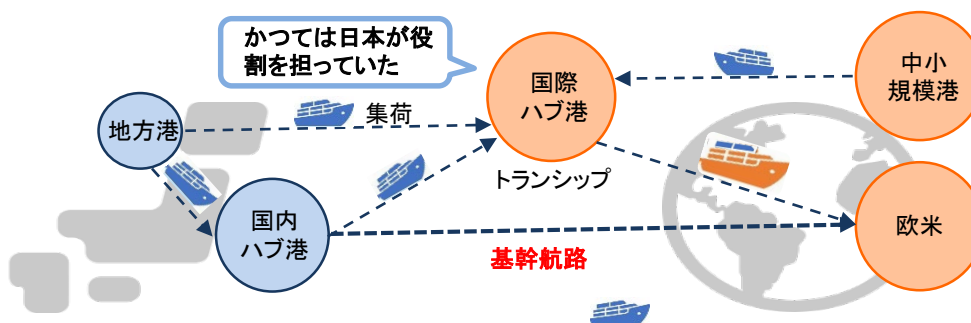 かつては日本が役
割を担っていた
国際
ハブ港
中小
規模港
地方港
集荷
トランシップ
国内
ハブ港
欧米
基幹航路